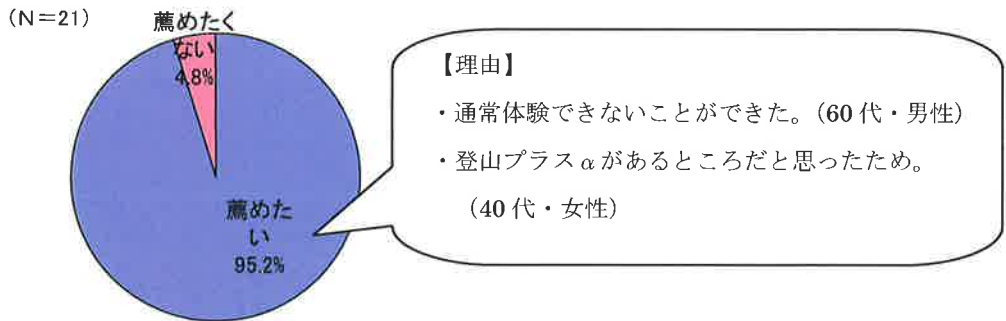 (N=21)
薦めたく
ない
4.8%
薦めた
い
95.2%
【理由】
・通常体験できないことができた。(60代・男性)
・登山プラスαがあるところだと思ったため。
(40代・女性)